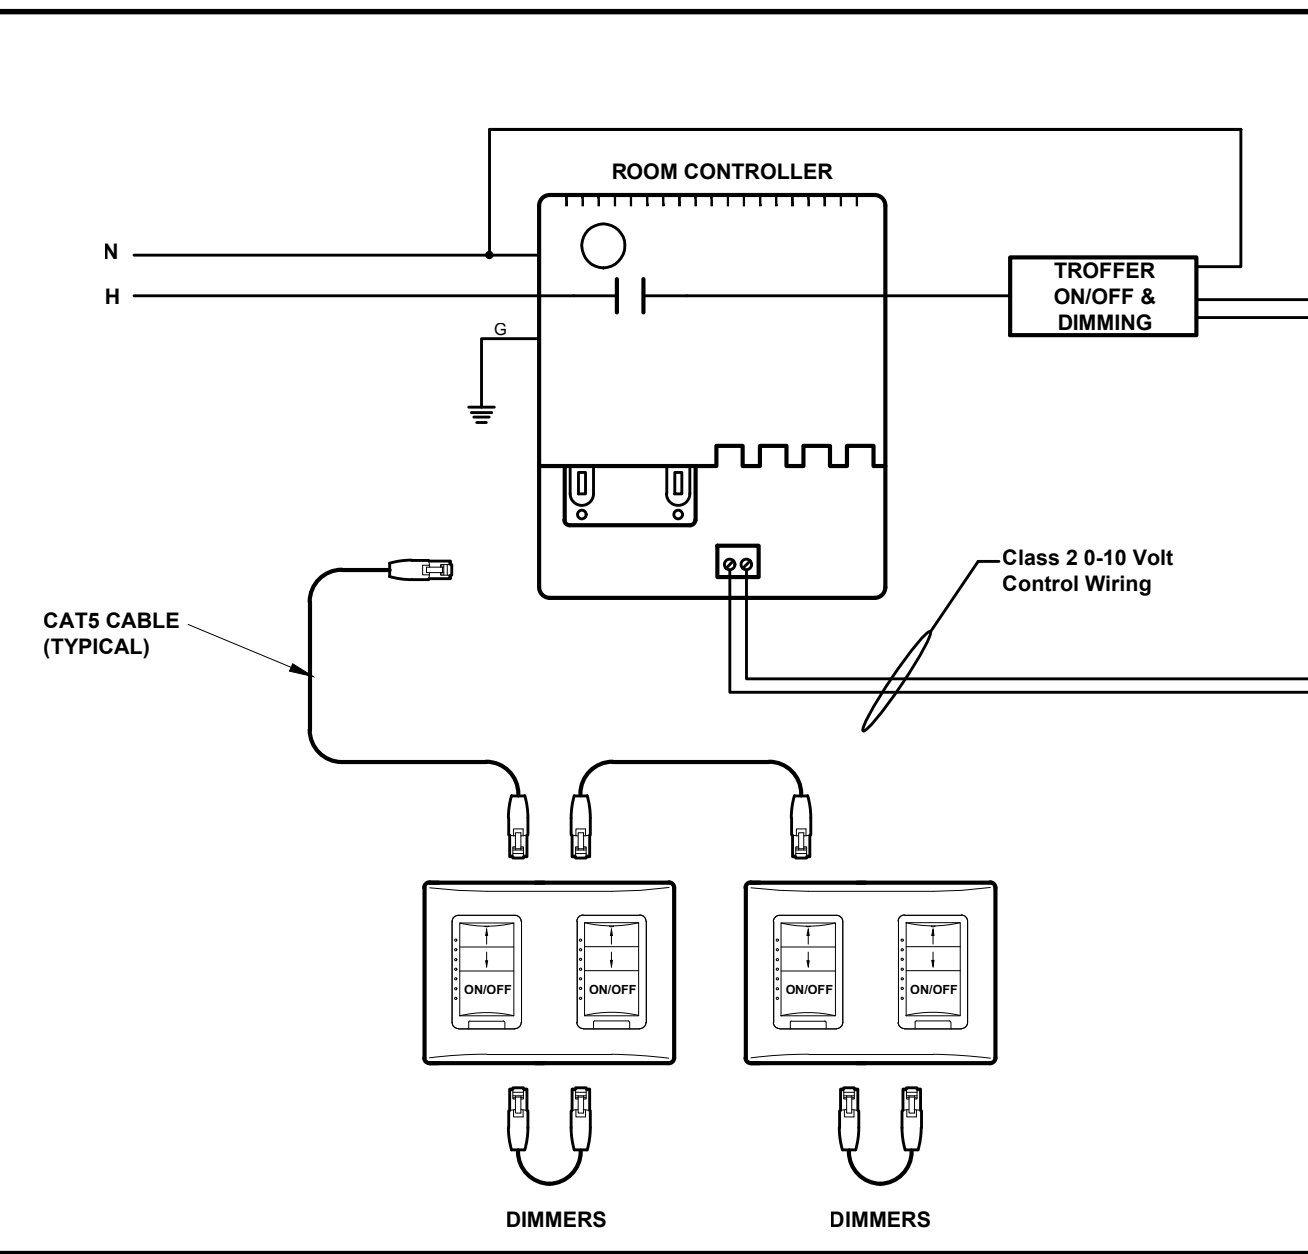 ROOM CONTROLLER
N
H
G
TROFFER
ON/OFF &
DIMMING
Class 2 0-10 Volt
Control Wiring
CAT5 CABLE
(TYPICAL)
ON/OFF
ON/OFF
ON/OFF
ON/OFF
DIMMERS
DIMMERS